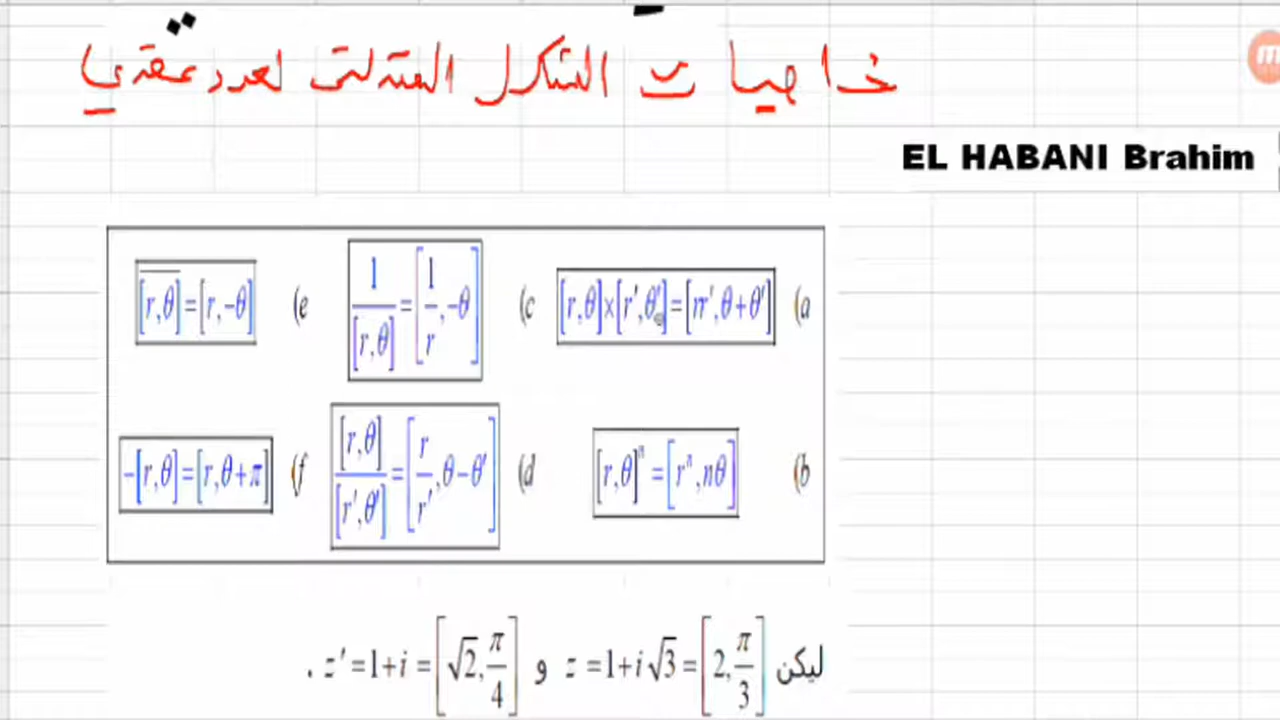 خاصيات الشكل المثلثي لعدد عقدي
EL HABANI Brahim
(a [r,θ]×[r′,θ′]=[rr′,θ+θ′] (c 1/[r,θ]=[1/r,-θ] (e \overline{[r,θ]}=[r,-θ]
(b [r,θ]ⁿ=[rⁿ,nθ] (d [r,θ]/[r′,θ′]=[r/r′,θ-θ′] (f -[r,θ]=[r,θ+π]
ليكن z=1+i√3=[2,π/3] و z′=1+i=[√2,π/4] .